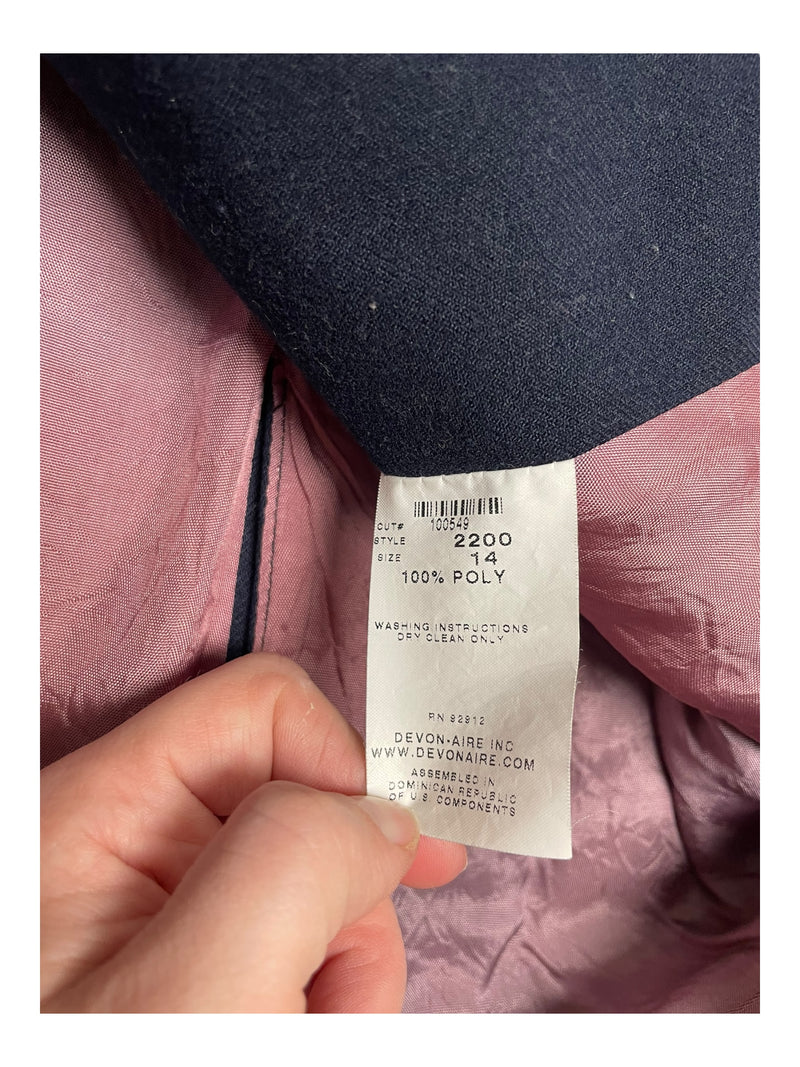 CUT# 100549
STYLE 2200
SIZE 14
100% POLY
WASHING INSTRUCTIONS
DRY CLEAN ONLY
RN 92912
DEVON-AIRE INC
WWW.DEVONAIRE.COM
ASSEMBLED IN
DOMINICAN REPUBLIC
OF U.S. COMPONENTS